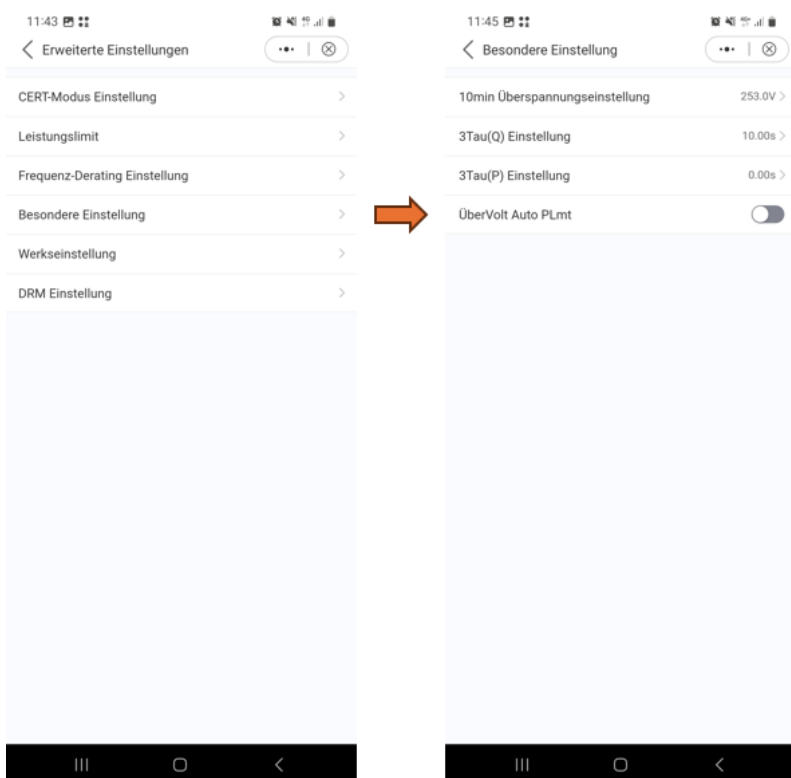 11:43
Erweiterte Einstellungen
CERT-Modus Einstellung
Leistungslimit
Frequenz-Derating Einstellung
Besondere Einstellung
Werkseinstellung
DRM Einstellung
11:45
Besondere Einstellung
10min Überspannungseinstellung 253.0V
3Tau(Q) Einstellung 10.00s
3Tau(P) Einstellung 0.00s
ÜberVolt Auto PLmt